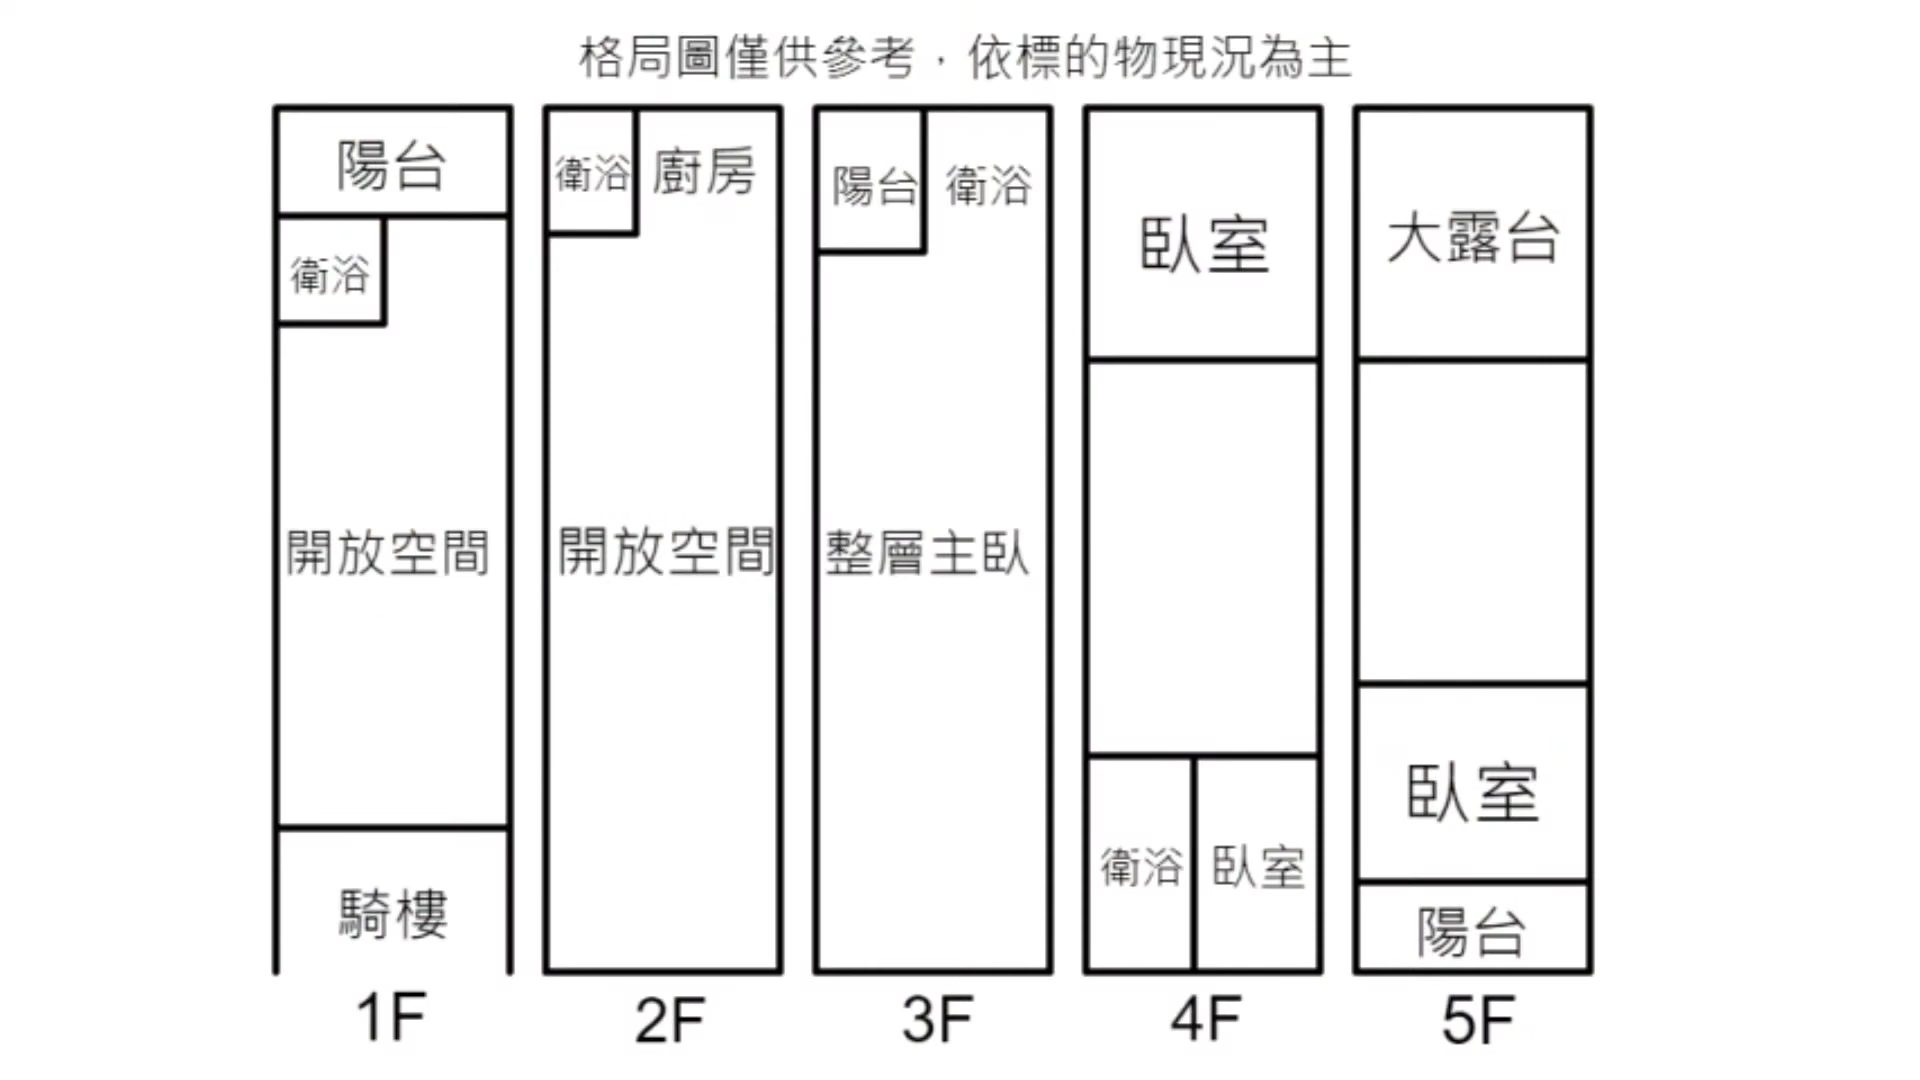 格局圖僅供參考，依標的物現況為主
陽台
衛浴
開放空間
騎樓
1F
衛浴
廚房
開放空間
2F
陽台
衛浴
整層主臥
3F
臥室
衛浴
臥室
4F
大露台
臥室
陽台
5F